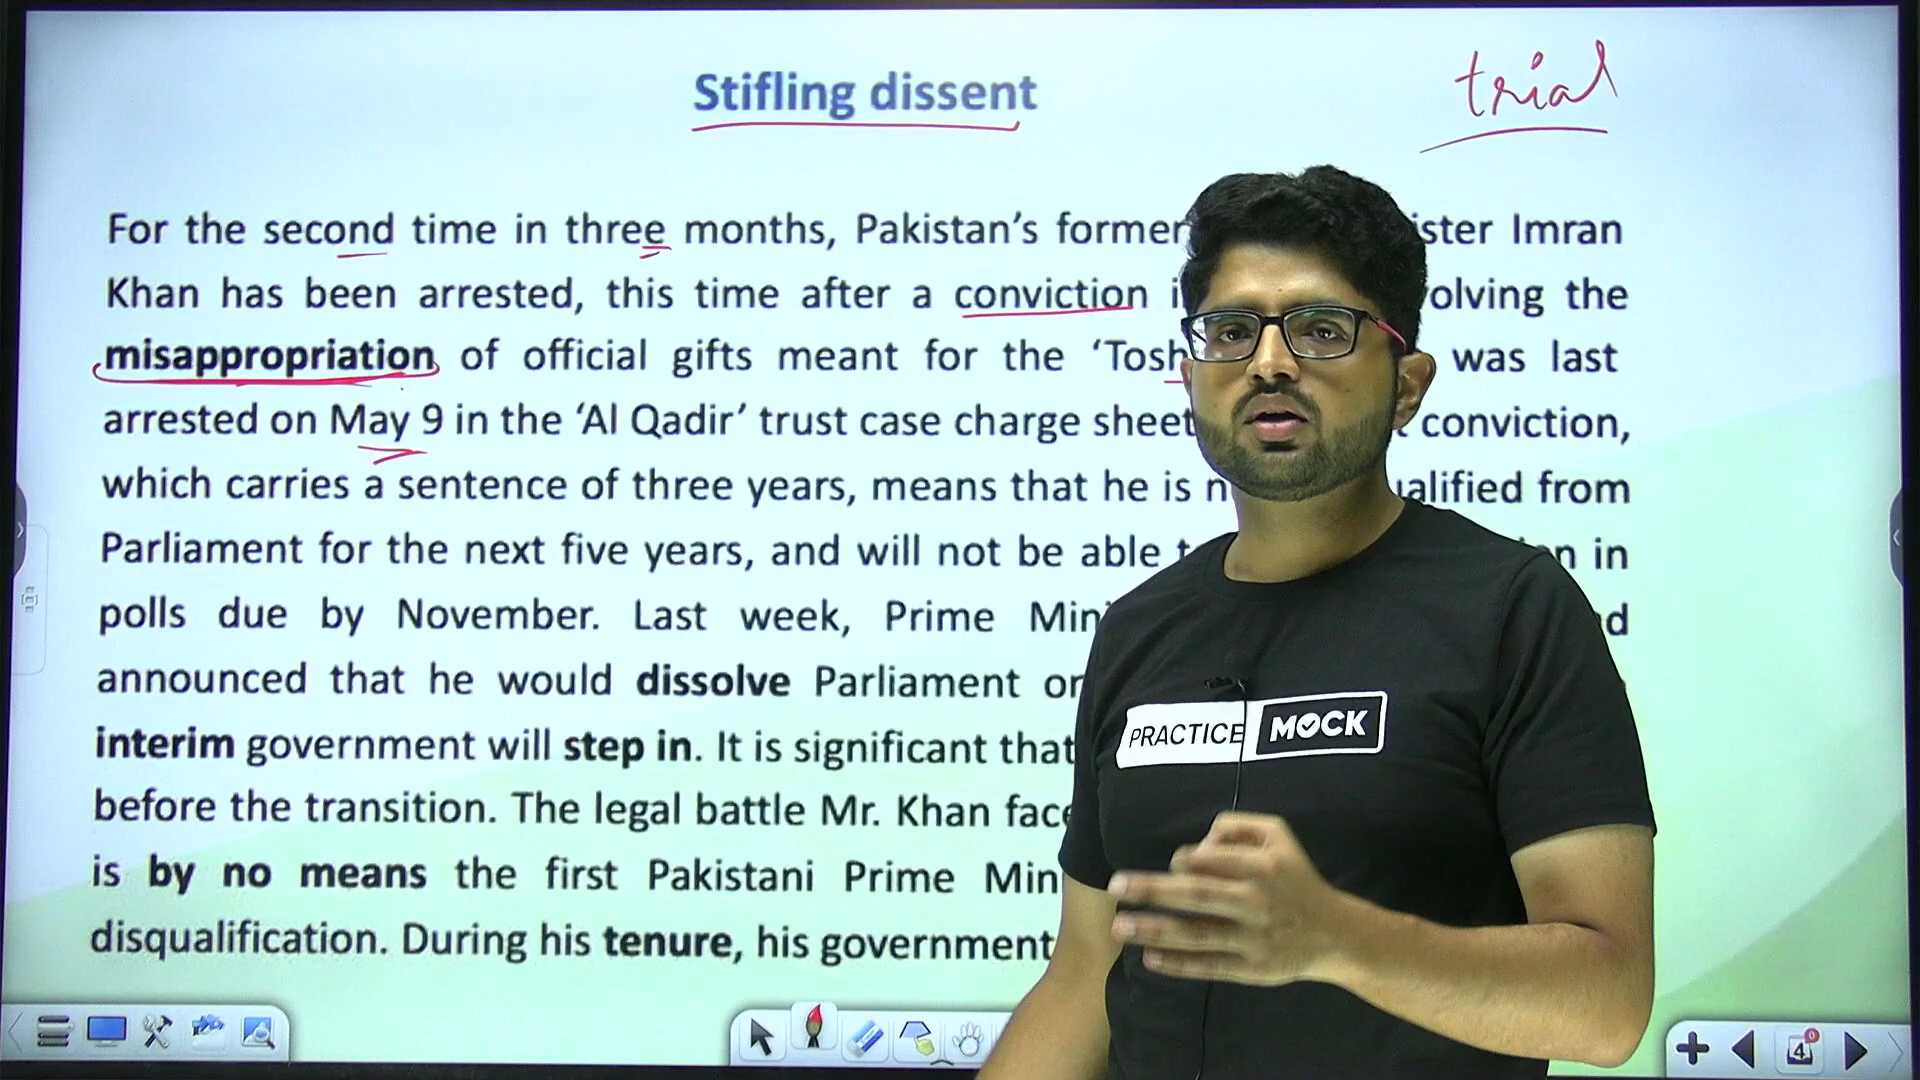 Stifling dissent
trial
For the second time in three months, Pakistan's former ister Imran
Khan has been arrested, this time after a conviction i olving the
misappropriation of official gifts meant for the 'Tosh was last
arrested on May 9 in the 'Al Qadir' trust case charge sheet conviction,
which carries a sentence of three years, means that he is n alified from
Parliament for the next five years, and will not be able t n in
polls due by November. Last week, Prime Min d
announced that he would dissolve Parliament or
interim government will step in. It is significant that
before the transition. The legal battle Mr. Khan face
is by no means the first Pakistani Prime Min
disqualification. During his tenure, his government
PRACTICE MOCK
4
0